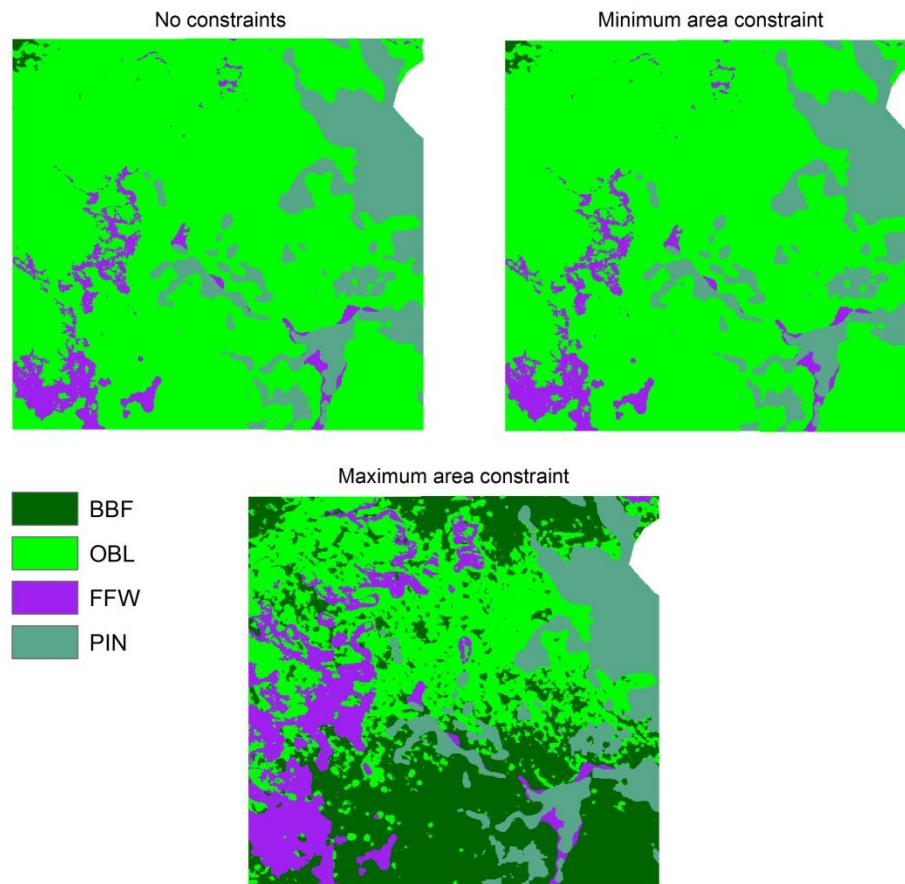 No constraints
Minimum area constraint
Maximum area constraint
BBF
OBL
FFW
PIN